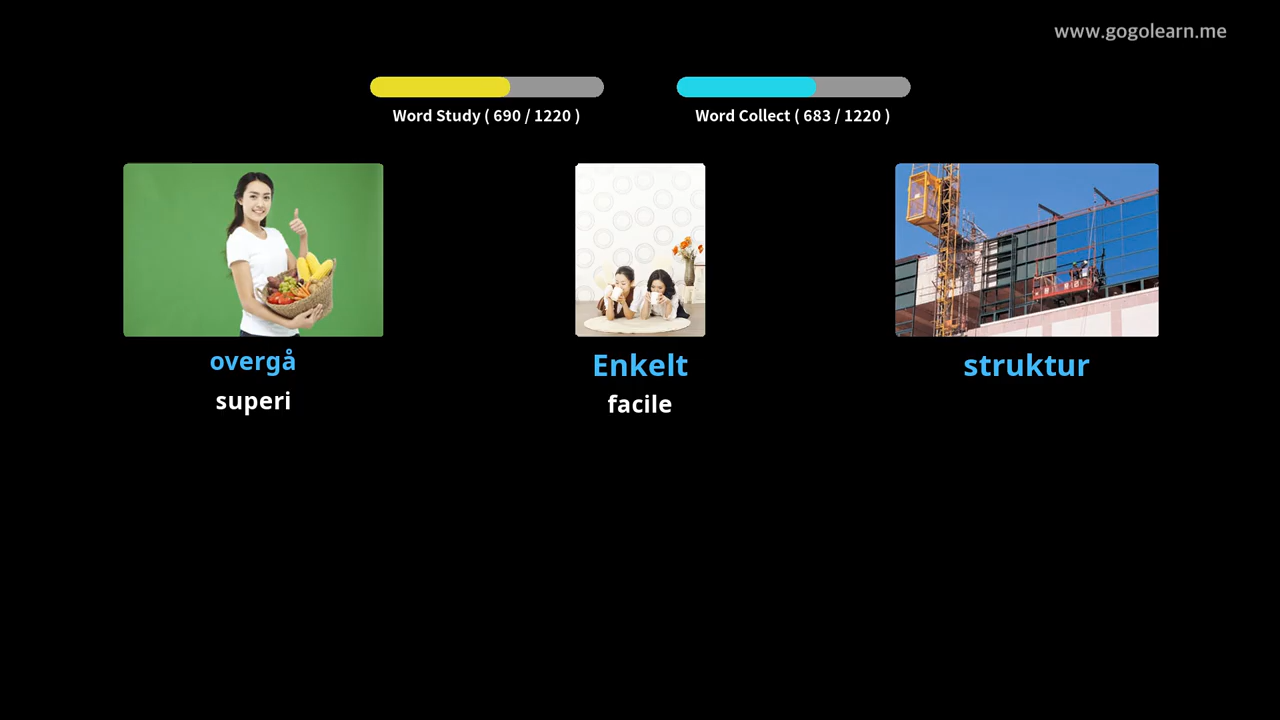 www.gogolearn.me
Word Study ( 690 / 1220 )
Word Collect ( 683 / 1220 )
overgå
Enkelt
struktur
superi
facile